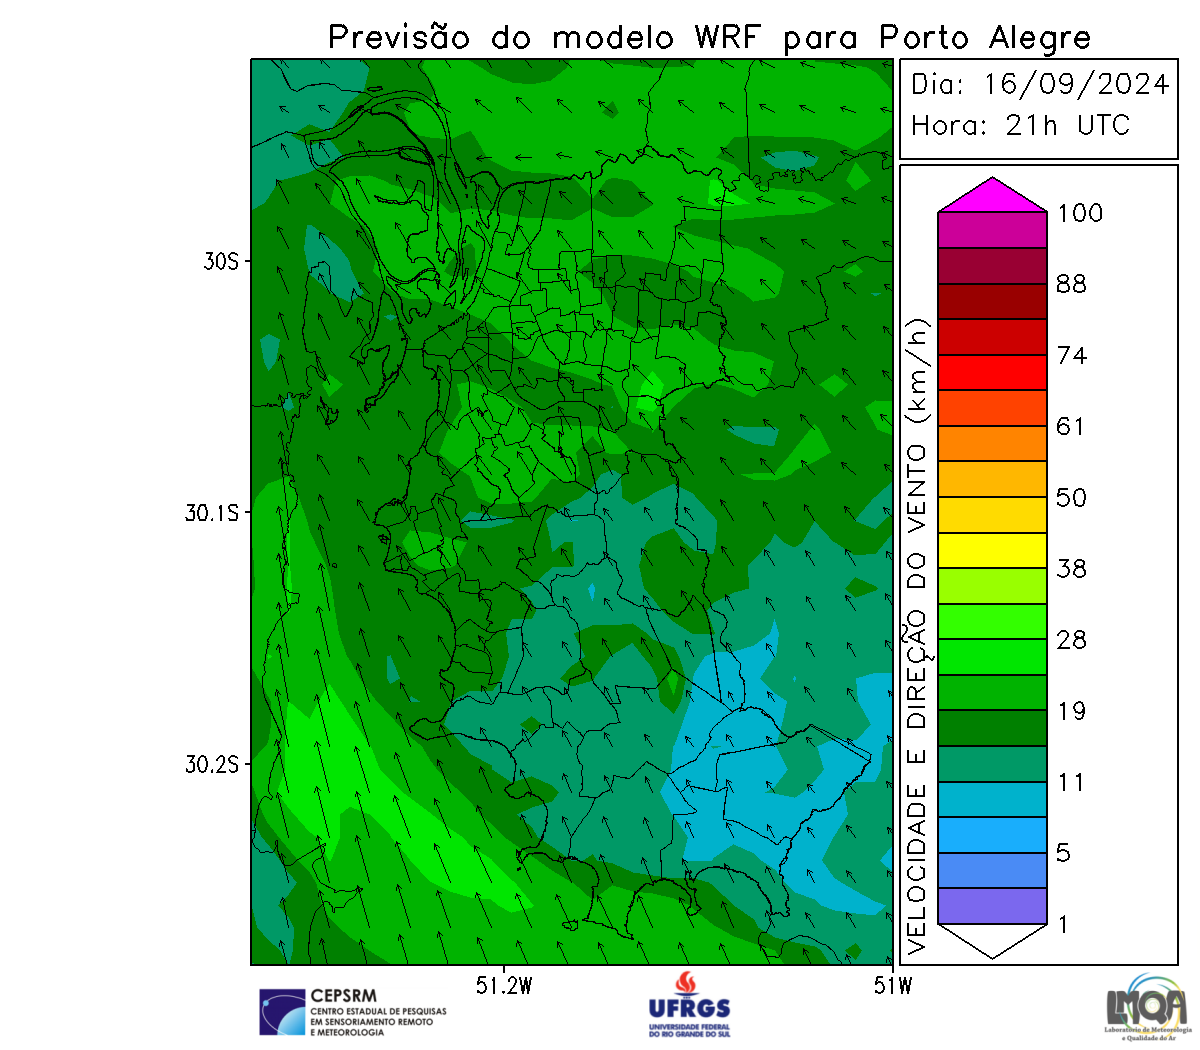 Previsão do modelo WRF para Porto Alegre
Dia: 16/09/2024
Hora: 21h UTC
30S
30.1S
30.2S
51.2W
51W
VELOCIDADE E DIREÇÃO DO VENTO (km/h)
100
88
74
61
50
38
28
19
11
5
1
CEPSRM
CENTRO ESTADUAL DE PESQUISAS
EM SENSORIAMENTO REMOTO
E METEOROLOGIA
UFRGS
UNIVERSIDADE FEDERAL
DO RIO GRANDE DO SUL
LMQA
Laboratório de Meteorologia
e Qualidade do Ar